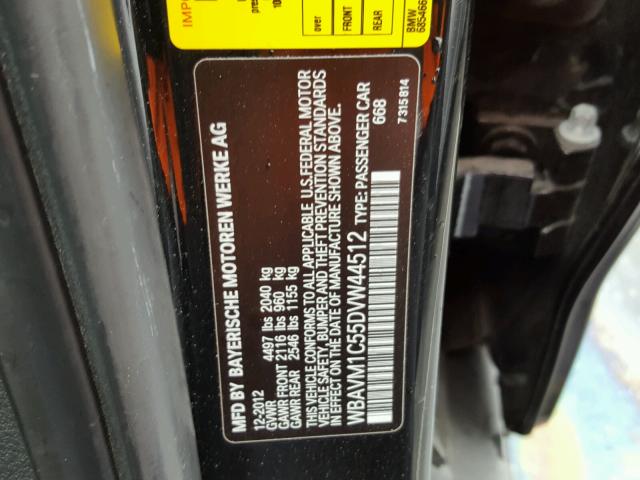 MFD BY BAYERISCHE MOTOREN WERKE AG
12-2012
GVWR 4497 lbs 2040 kg
GAWR FRONT 2116 lbs 960 kg
GAWR REAR 2546 lbs 1155 kg
THIS VEHICLE CONFORMS TO ALL APPLICABLE U.S.FEDERAL MOTOR
VEHICLE SAFETY, BUMPER AND THEFT PREVENTION STANDARDS
IN EFFECT ON THE DATE OF MANUFACTURE SHOWN ABOVE.
WBAVM1C55DVW44512 TYPE: PASSENGER CAR
668
7315814
over
FRONT
REAR
BMW